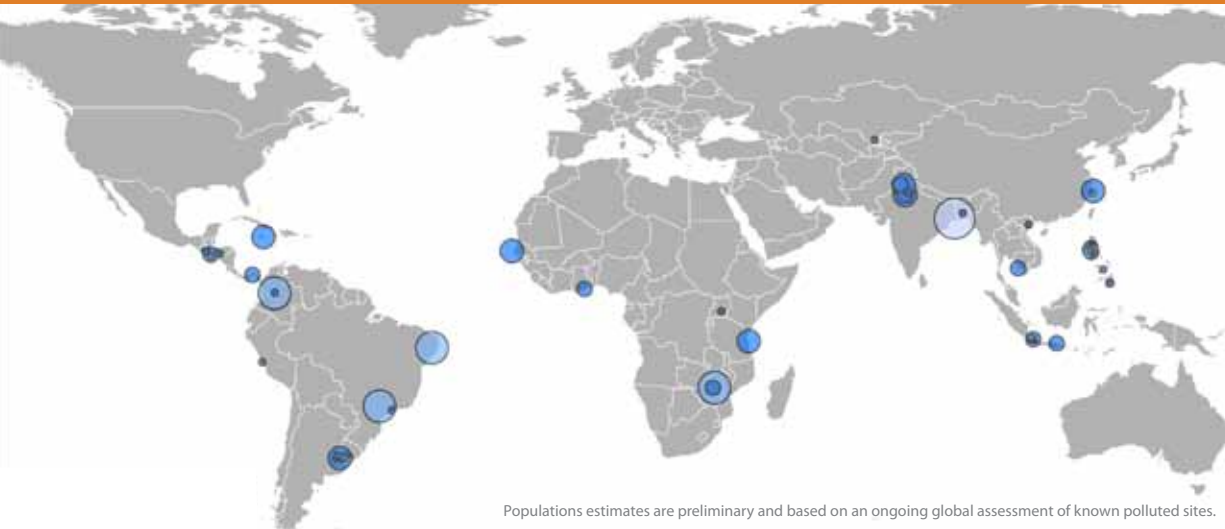 Populations estimates are preliminary and based on an ongoing global assessment of known polluted sites.